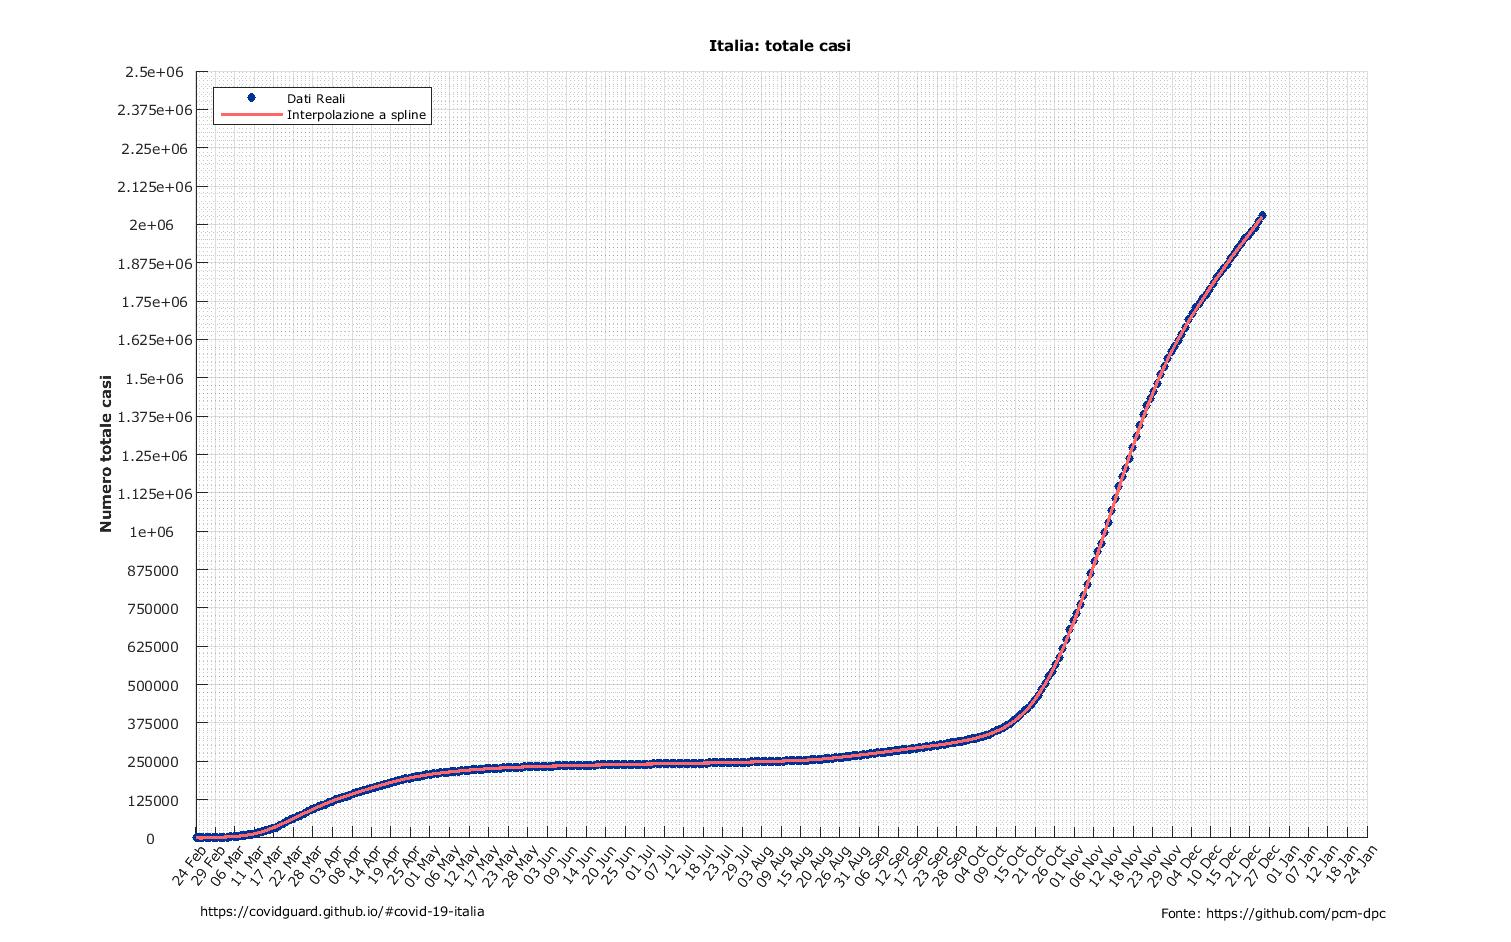 Italia: totale casi
2.5e+06
Dati Reali
Interpolazione a spline
2.375e+06
2.25e+06
2.125e+06
2e+06
1.875e+06
1.75e+06
1.625e+06
1.5e+06
1.375e+06
1.25e+06
1.125e+06
1e+06
875000
750000
625000
500000
375000
250000
125000
0
Numero totale casi
24 Feb
29 Feb
06 Mar
11 Mar
17 Mar
22 Mar
28 Mar
03 Apr
08 Apr
14 Apr
19 Apr
25 Apr
01 May
06 May
12 May
17 May
23 May
28 May
03 Jun
09 Jun
14 Jun
20 Jun
25 Jun
01 Jul
07 Jul
12 Jul
18 Jul
23 Jul
29 Jul
03 Aug
09 Aug
15 Aug
20 Aug
26 Aug
31 Aug
06 Sep
12 Sep
17 Sep
23 Sep
28 Sep
04 Oct
09 Oct
15 Oct
21 Oct
26 Oct
01 Nov
06 Nov
12 Nov
18 Nov
23 Nov
29 Nov
04 Dec
10 Dec
15 Dec
21 Dec
27 Dec
01 Jan
07 Jan
12 Jan
18 Jan
24 Jan
https://covidguard.github.io/#covid-19-italia
Fonte: https://github.com/pcm-dpc